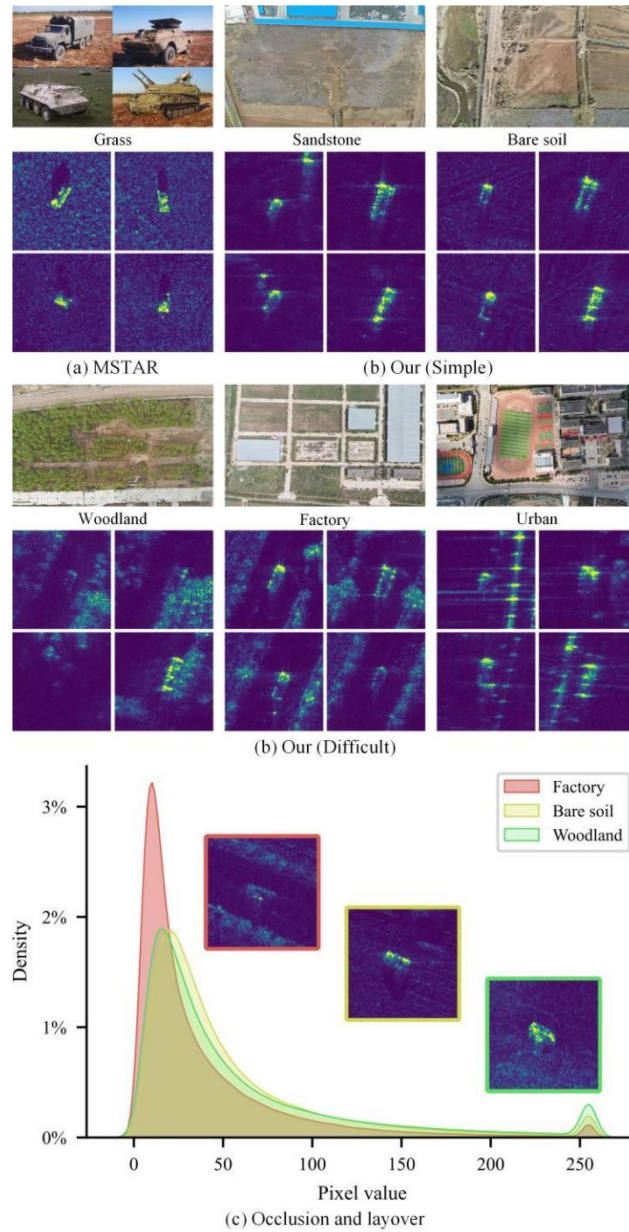 Grass Sandstone Bare soil
(a) MSTAR (b) Our (Simple)
Woodland Factory Urban
(b) Our (Difficult)
3%
2%
1%
0%
Density
Factory
Bare soil
Woodland
0 50 100 150 200 250
Pixel value
(c) Occlusion and layover